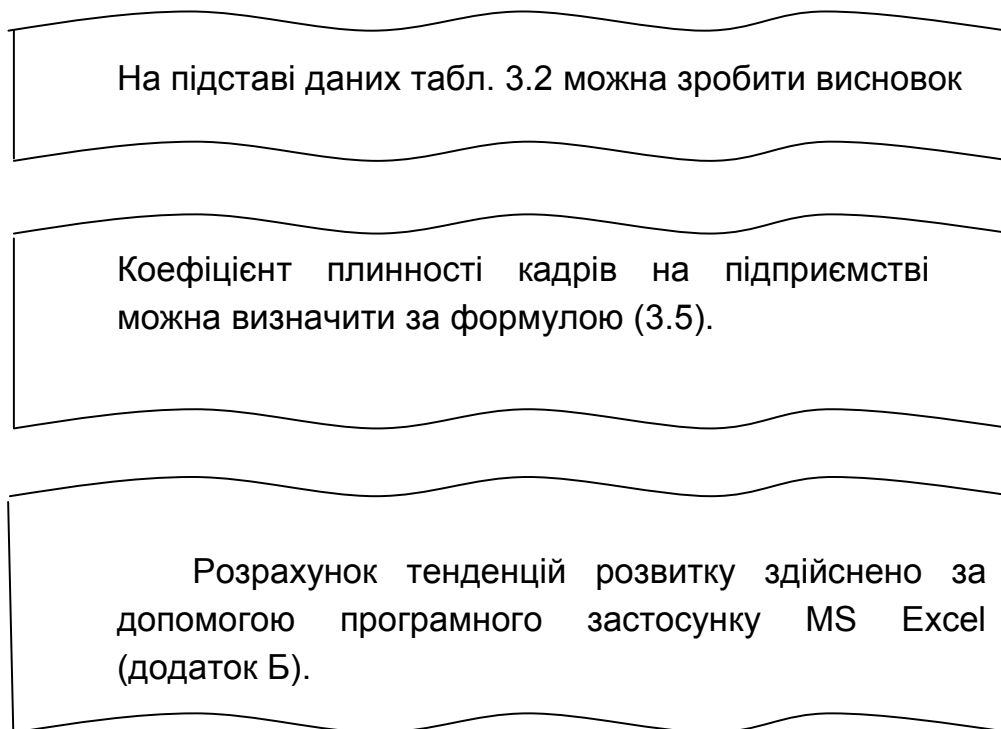 На підставі даних табл. 3.2 можна зробити висновок
Коефіцієнт плинності кадрів на підприємстві
можна визначити за формулою (3.5).
Розрахунок тенденцій розвитку здійснено за
допомогою програмного застосунку MS Excel
(додаток Б).